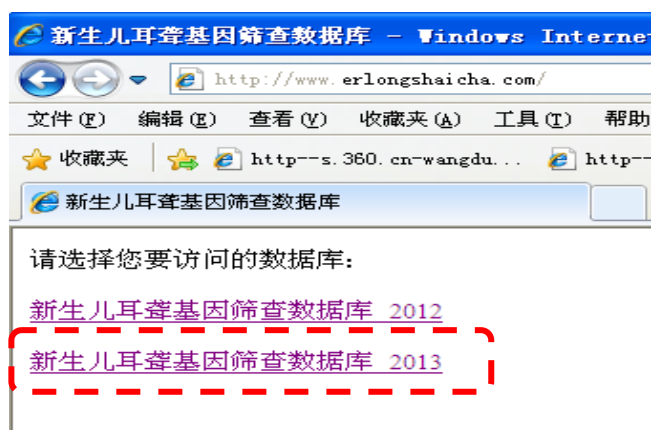 新生儿耳聋基因筛查数据库 - Windows Internet
http://www.erlongshaicha.com/
文件(F) 编辑(E) 查看(V) 收藏夹(A) 工具(T) 帮助
收藏夹 http--s.360.cn-wangdu... http--
新生儿耳聋基因筛查数据库
请选择您要访问的数据库:
新生儿耳聋基因筛查数据库 2012
新生儿耳聋基因筛查数据库 2013